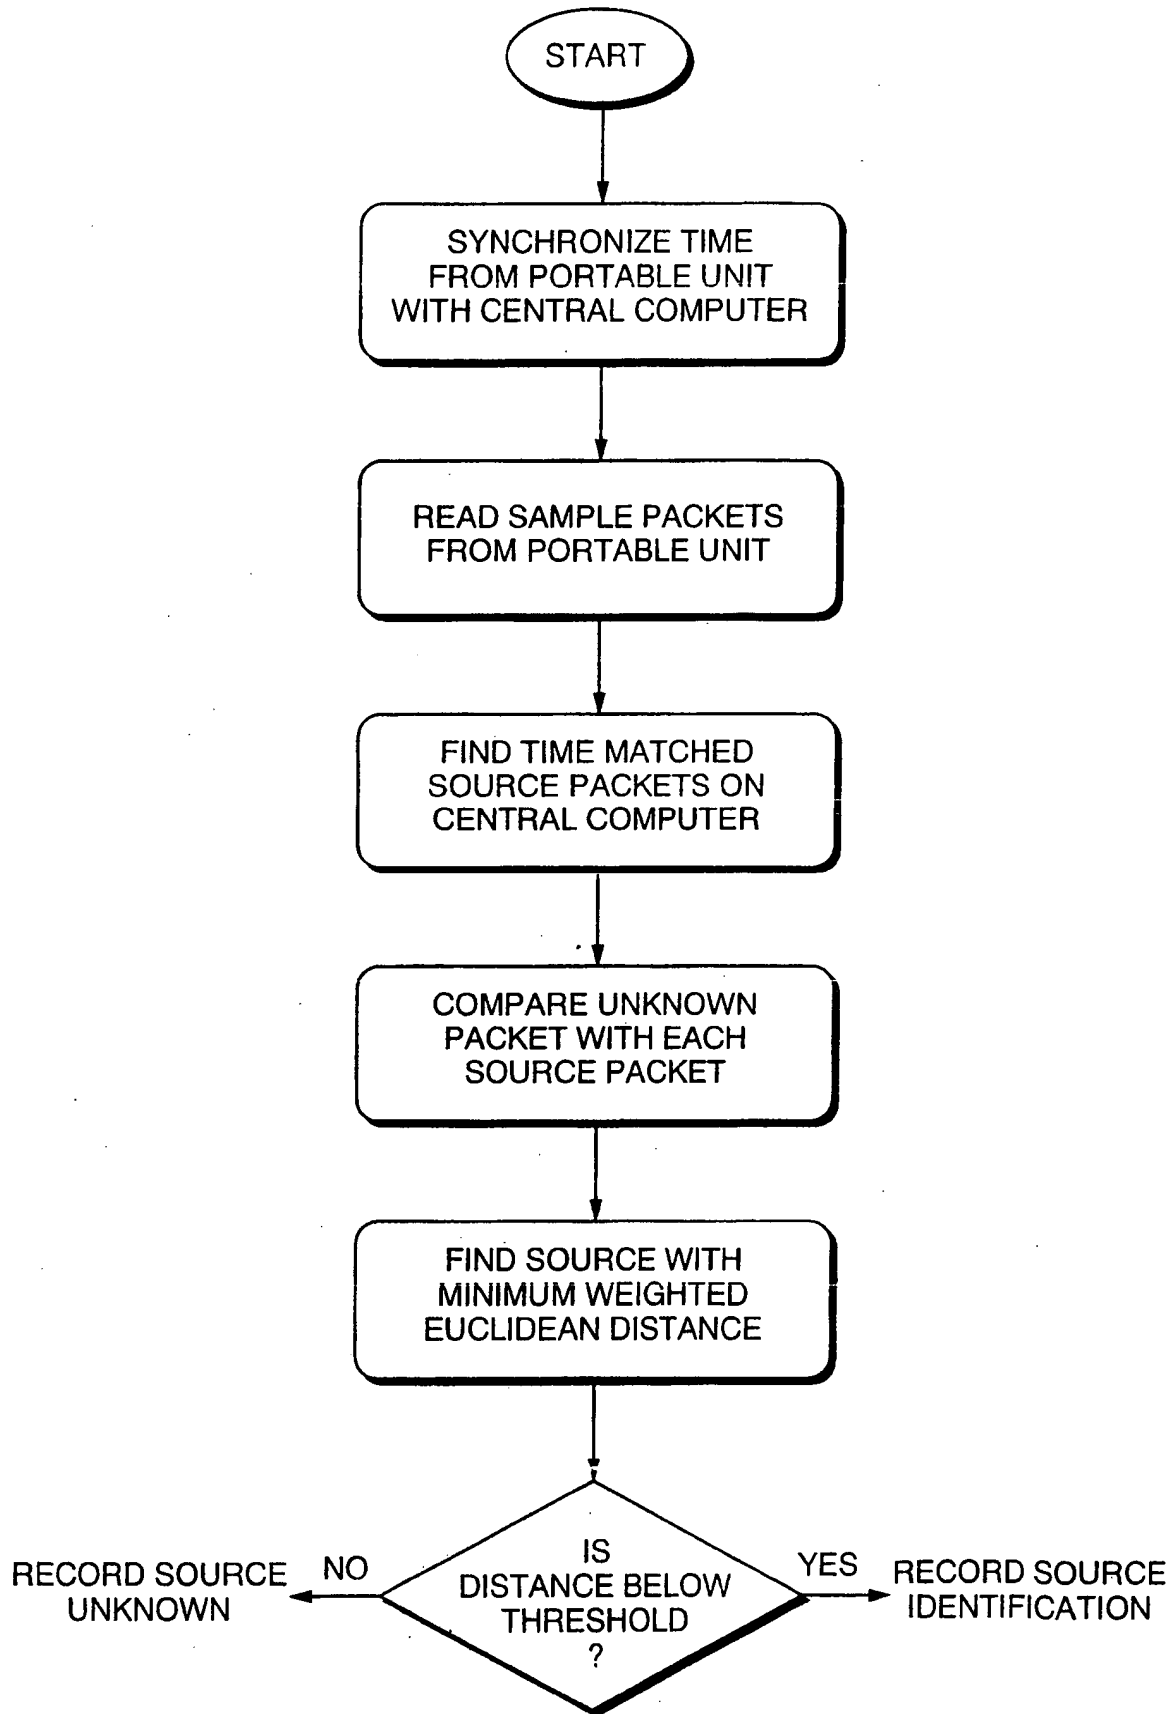 START
SYNCHRONIZE TIME
FROM PORTABLE UNIT
WITH CENTRAL COMPUTER
READ SAMPLE PACKETS
FROM PORTABLE UNIT
FIND TIME MATCHED
SOURCE PACKETS ON
CENTRAL COMPUTER
COMPARE UNKNOWN
PACKET WITH EACH
SOURCE PACKET
FIND SOURCE WITH
MINIMUM WEIGHTED
EUCLIDEAN DISTANCE
IS
DISTANCE BELOW
THRESHOLD
?
NO
RECORD SOURCE
UNKNOWN
YES
RECORD SOURCE
IDENTIFICATION